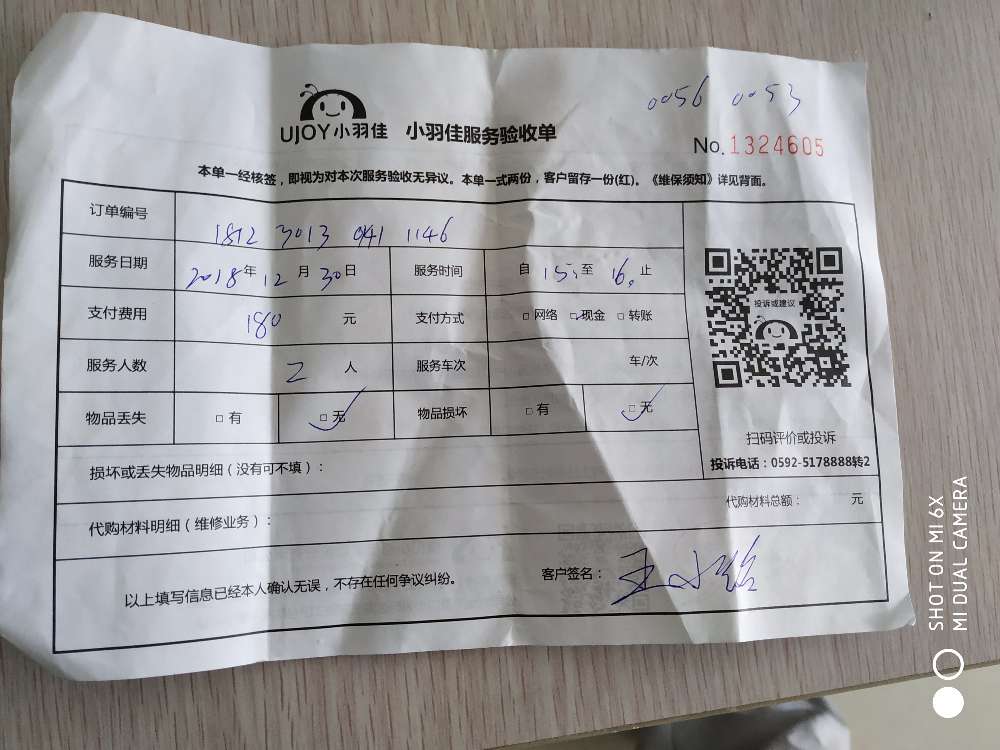 0056 0053
UJOY小羽佳 小羽佳服务验收单
No.1324605
本单一经核签，即视为对本次服务验收无异议。本单一式两份，客户留存一份(红)。《维保须知》详见背面。
订单编号 1812 3013 041 1146
服务日期 2018年12月30日 服务时间 自15:至16。止
支付费用 180元 支付方式 □网络 □现金 □转账
服务人数 2人 服务车次 车/次
物品丢失 □有 □无 物品损坏 □有 □无
投诉或建议
扫码评价或投诉
投诉电话：0592-5178888转2
损坏或丢失物品明细（没有可不填）：
代购材料明细（维修业务）： 代购材料总额： 元
以上填写信息已经本人确认无误，不存在任何争议纠纷。 客户签名：王小
SHOT ON MI 6X
MI DUAL CAMERA